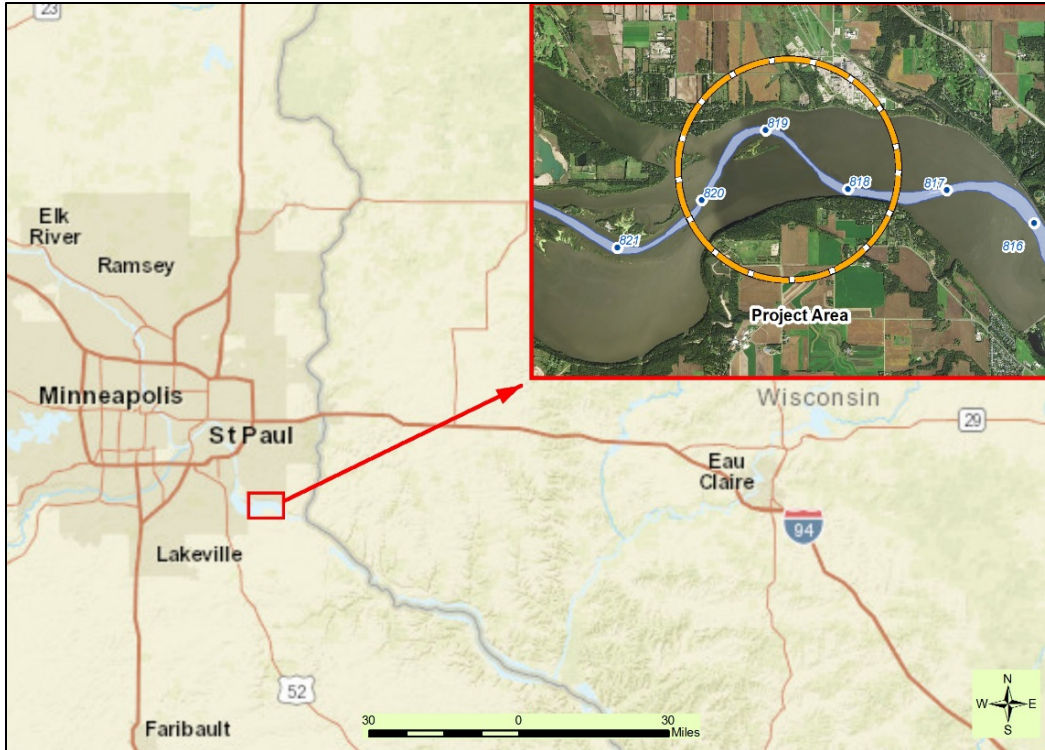 23
819
820
818
817
821
816
Project Area
Elk
River
Ramsey
Minneapolis
St Paul
Wisconsin
29
Eau
Claire
94
Lakeville
52
Faribault
30
0
30
Miles
N
W
E
S